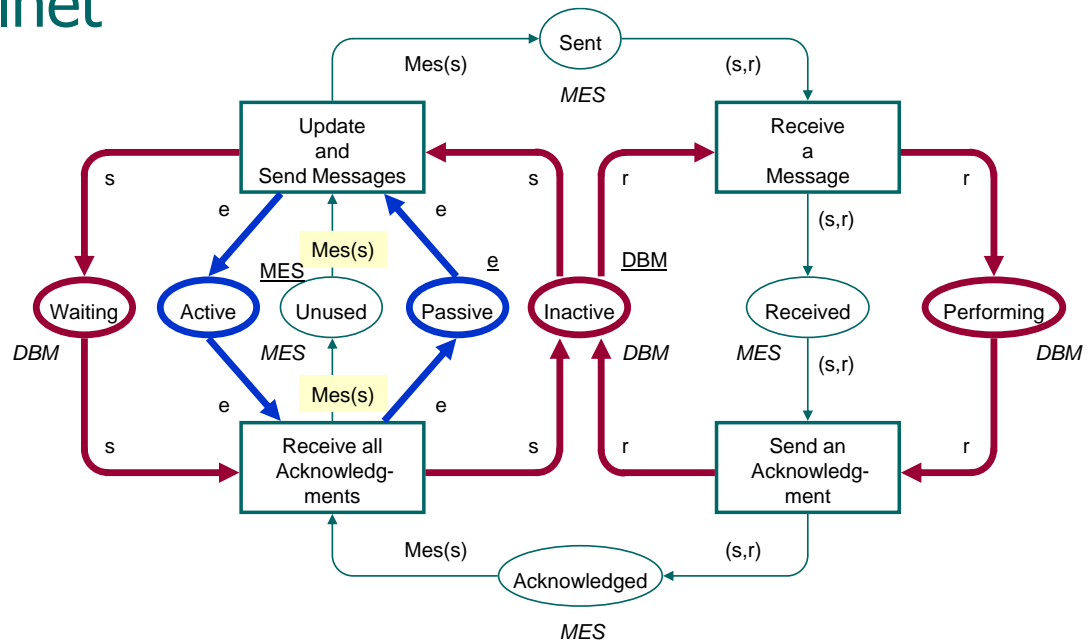 Sent
Mes(s)
(s,r)
MES
Update
and
Send Messages
Receive
a
Message
s
s
r
r
e
e
(s,r)
Mes(s)
MES
e
DBM
Waiting
Active
Unused
Passive
Inactive
Received
Performing
DBM
MES
DBM
MES
DBM
(s,r)
Mes(s)
e
e
s
s
r
r
Receive all
Acknowledg-
ments
Send an
Acknowledg-
ment
Mes(s)
(s,r)
Acknowledged
MES